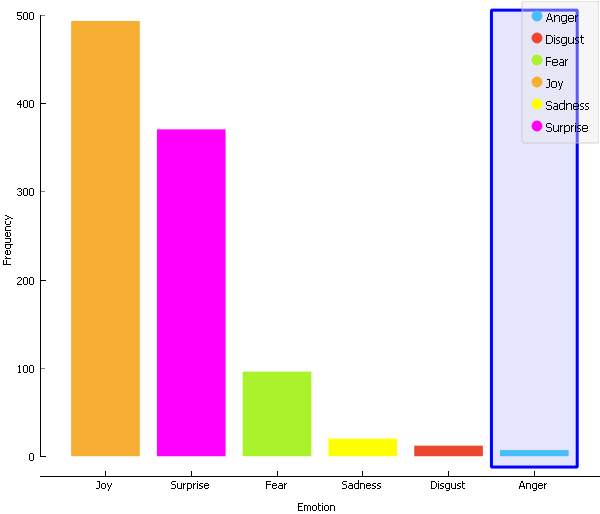 500
400
300
200
100
0
Frequency
Joy
Surprise
Fear
Sadness
Disgust
Anger
Emotion
Anger
Disgust
Fear
Joy
Sadness
Surprise